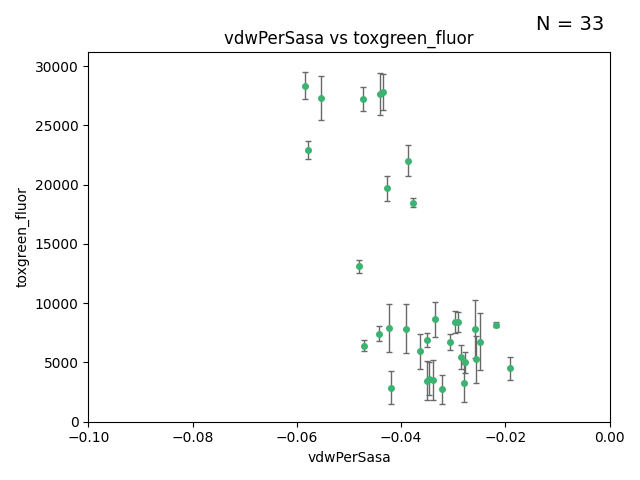 N = 33
vdwPerSasa vs toxgreen_fluor
30000
25000
20000
15000
10000
5000
0
toxgreen_fluor
−0.10 −0.08 −0.06 −0.04 −0.02 0.00
vdwPerSasa